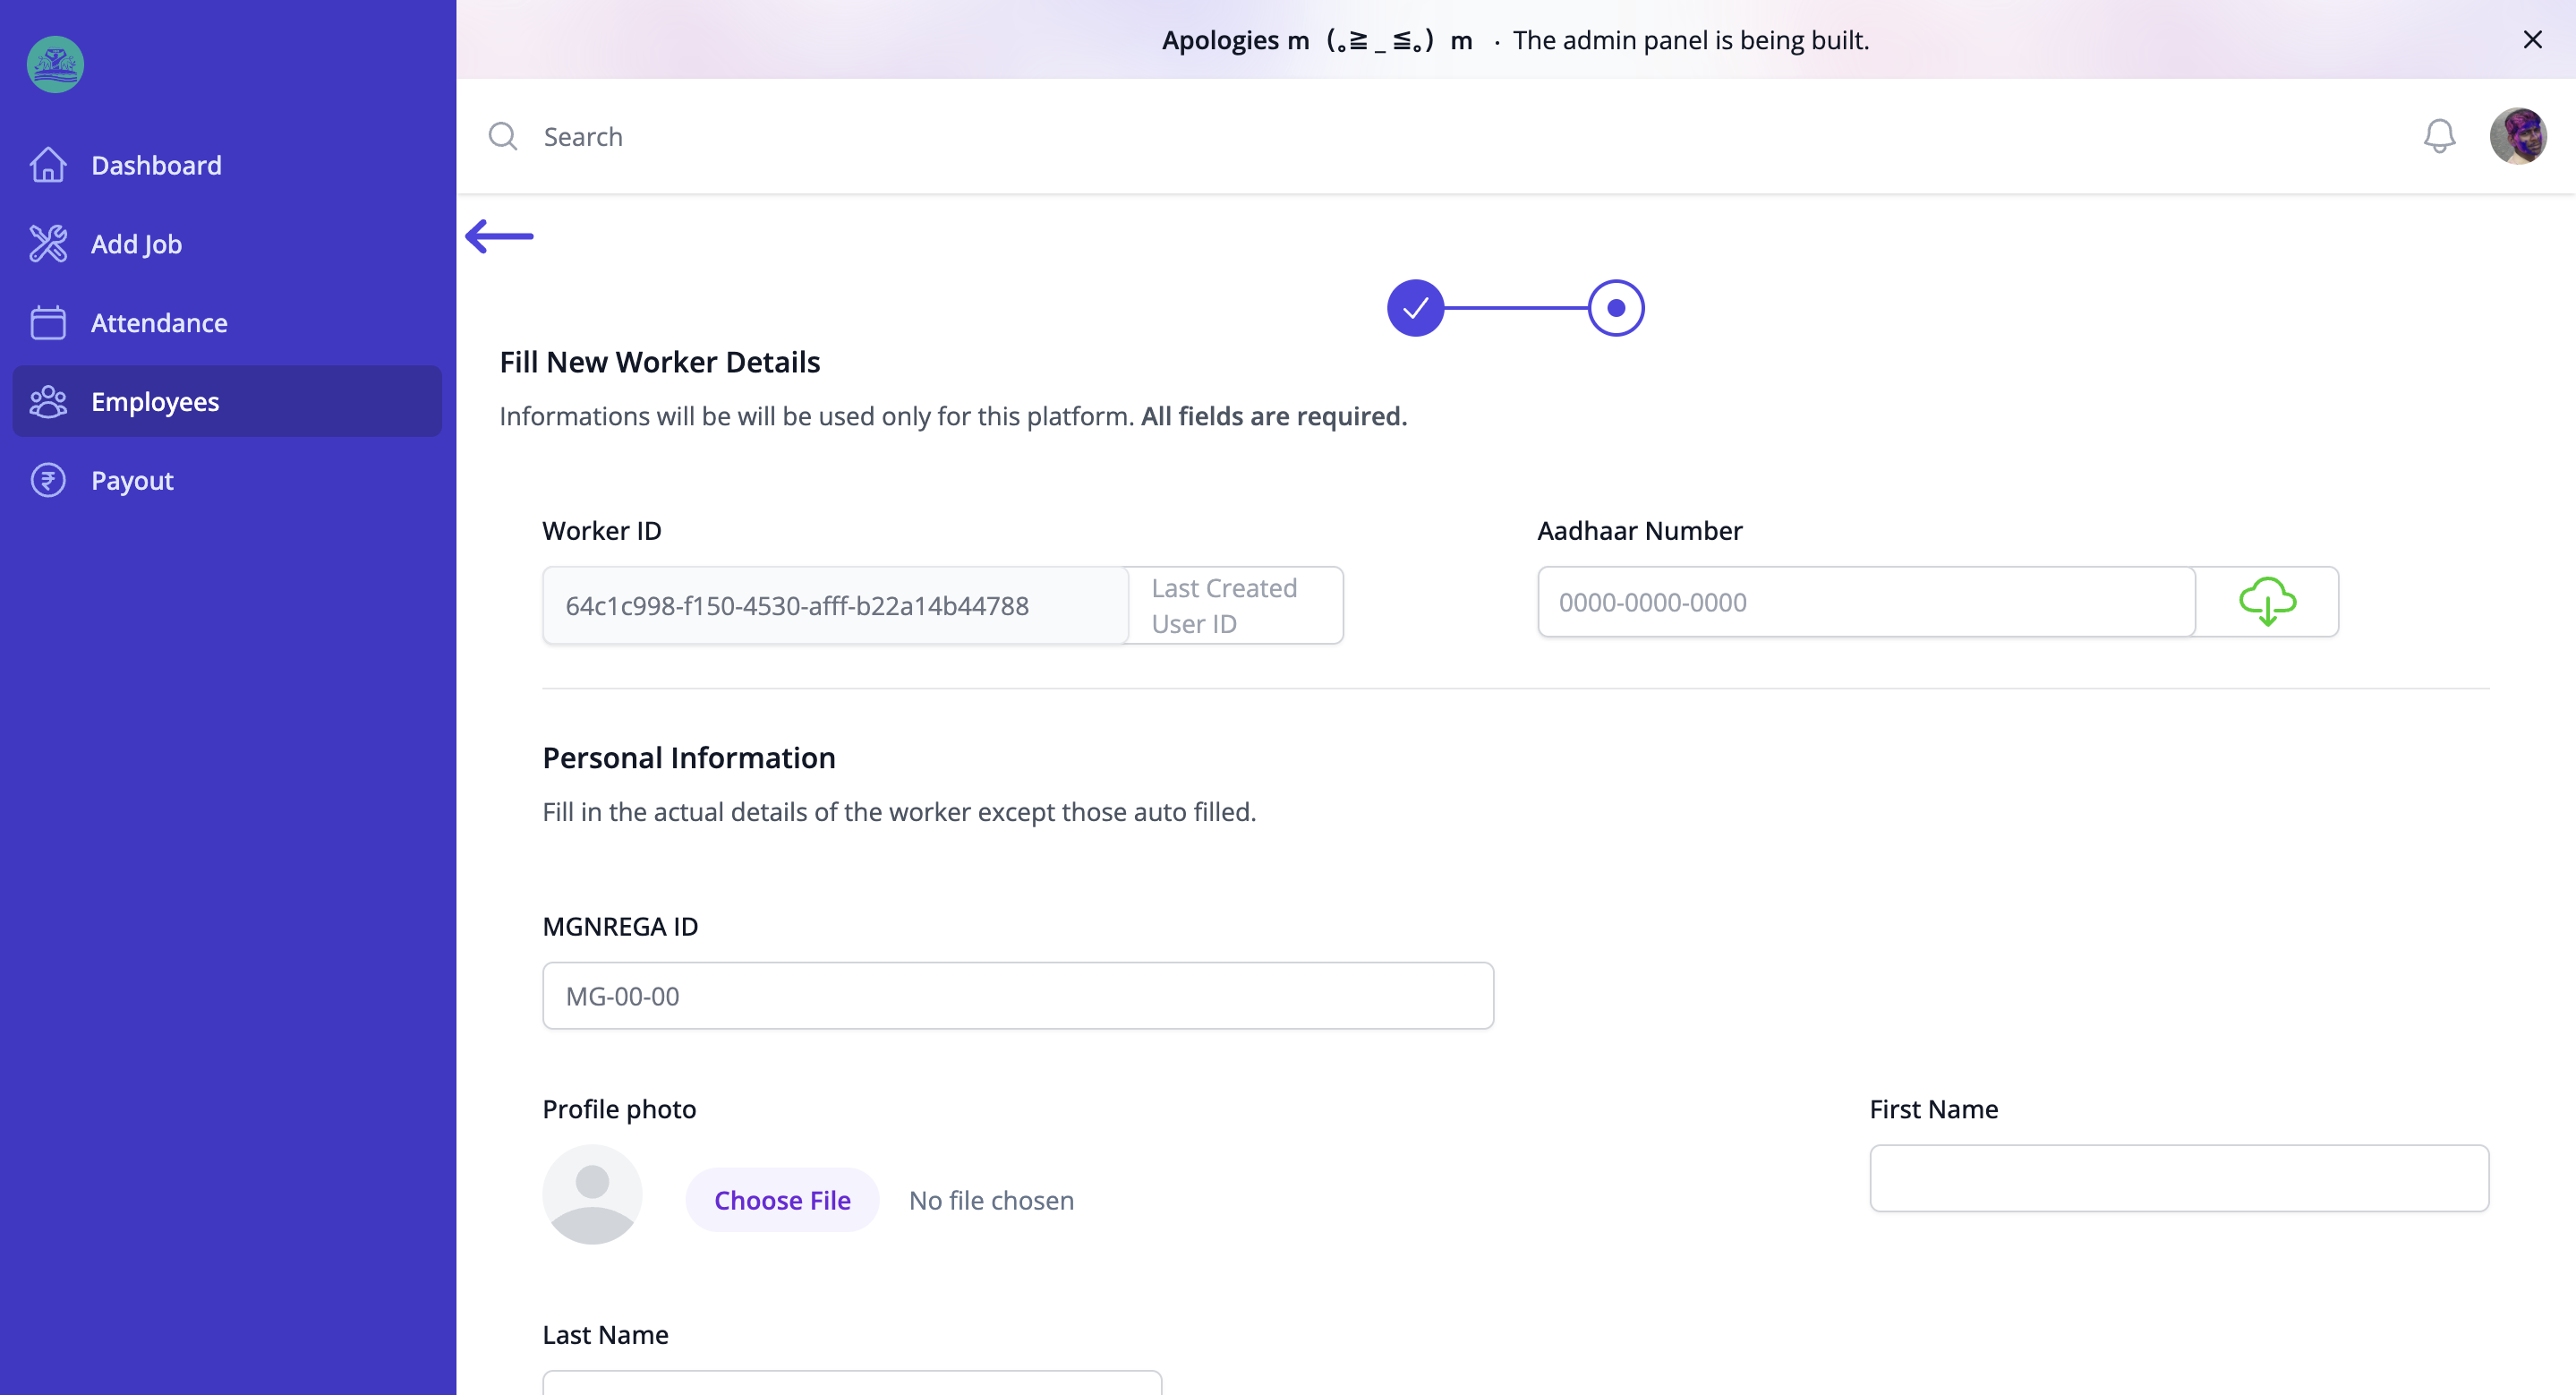 Apologies m（｡≧ _ ≦｡）m · The admin panel is being built.
Search
Dashboard
Add Job
Attendance
Employees
Payout
Fill New Worker Details
Informations will be will be used only for this platform. All fields are required.
Worker ID
64c1c998-f150-4530-afff-b22a14b44788
Last Created
User ID
Aadhaar Number
0000-0000-0000
Personal Information
Fill in the actual details of the worker except those auto filled.
MGNREGA ID
MG-00-00
Profile photo
Choose File No file chosen
First Name
Last Name